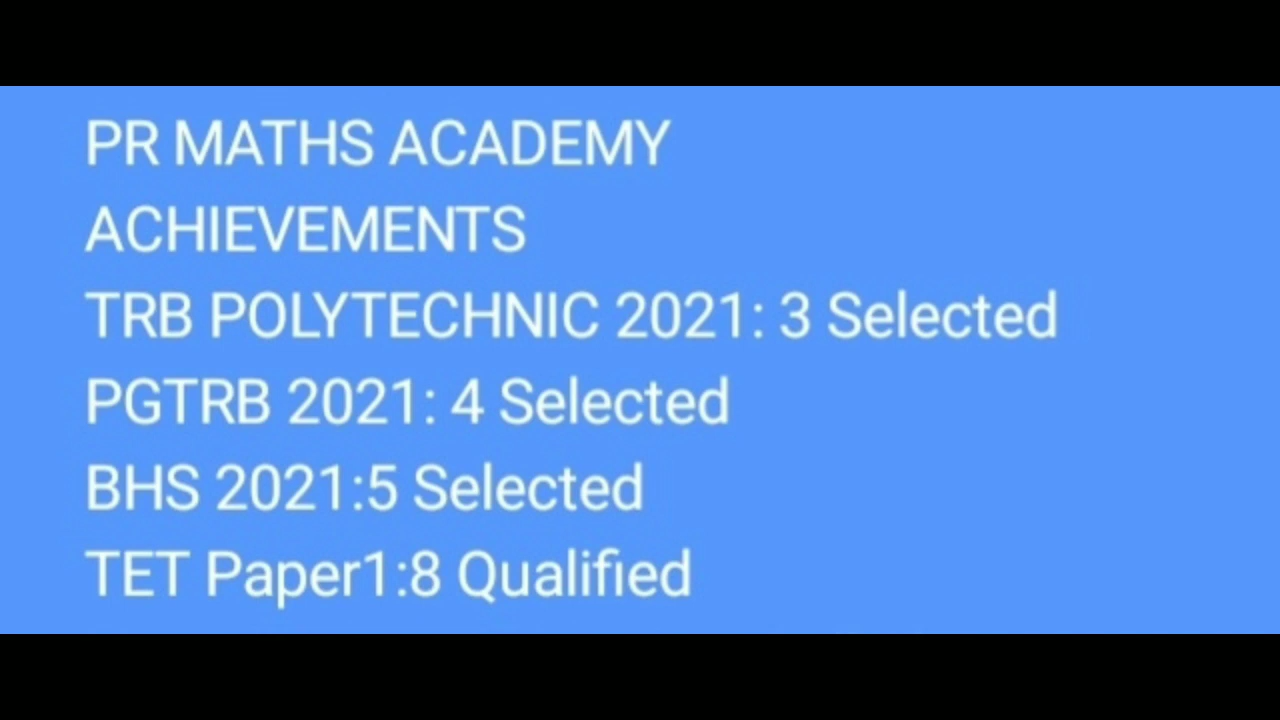 PR MATHS ACADEMY
ACHIEVEMENTS
TRB POLYTECHNIC 2021: 3 Selected
PGTRB 2021: 4 Selected
BHS 2021:5 Selected
TET Paper1:8 Qualified